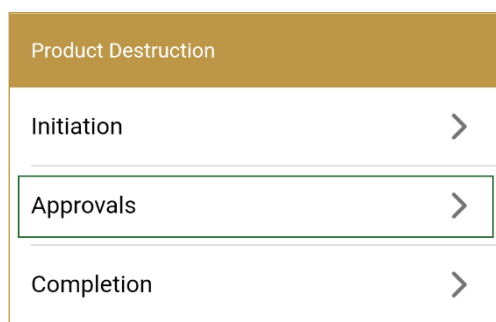 Product Destruction
Initiation
Approvals
Completion